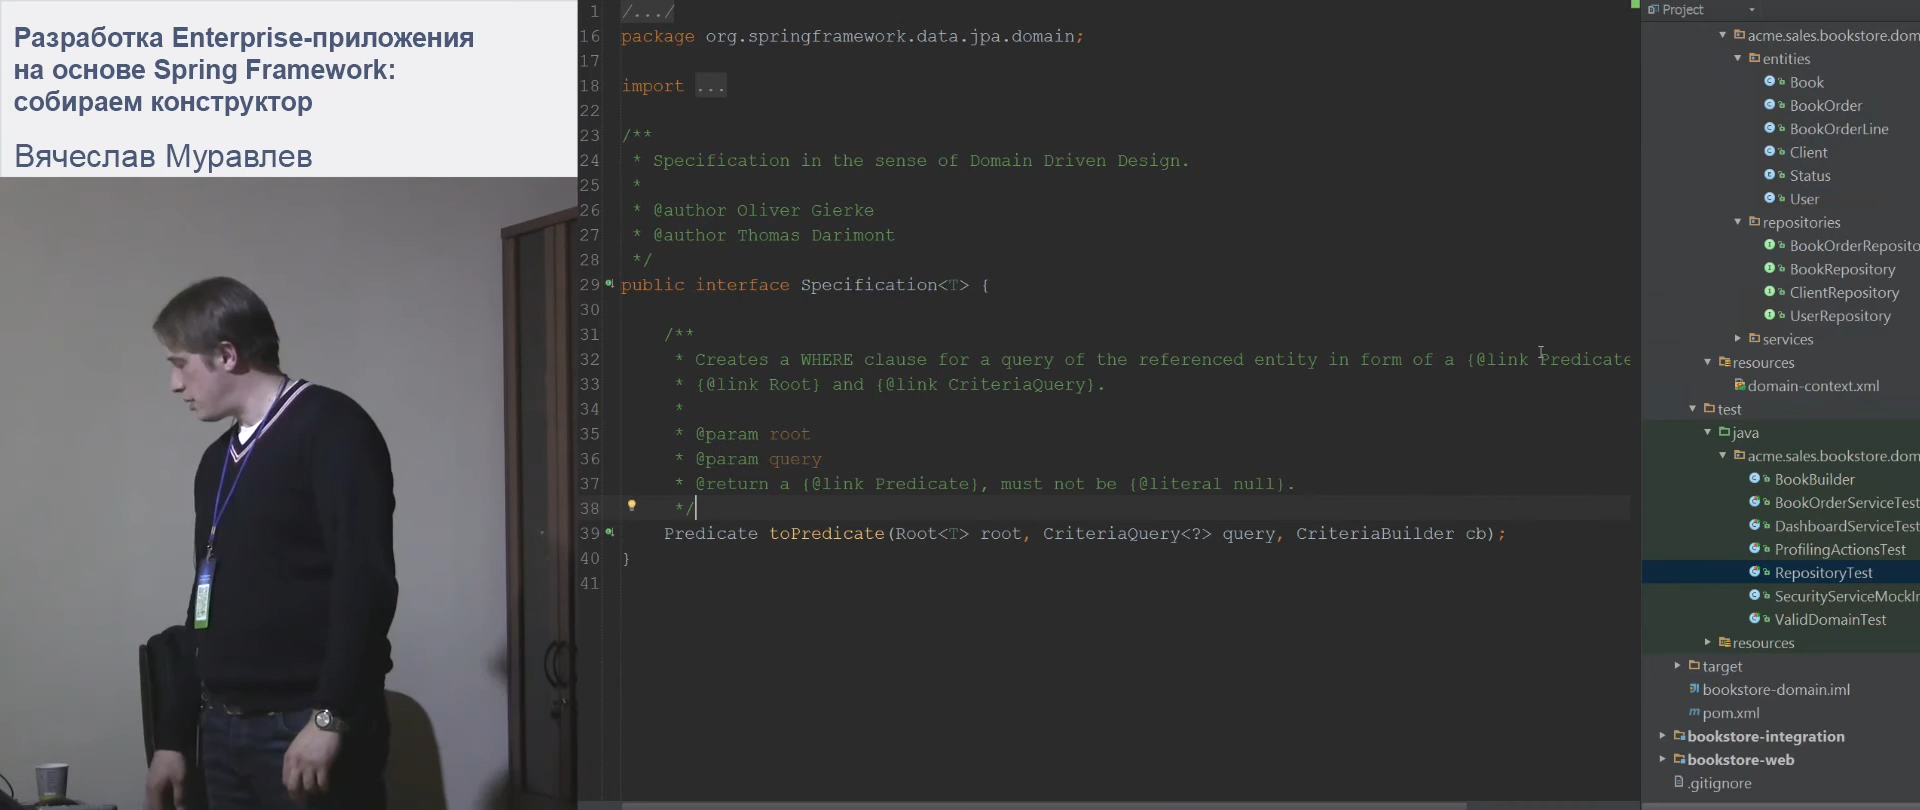 Разработка Enterprise-приложения
на основе Spring Framework:
собираем конструктор
Вячеслав Муравлев
1 /.../
16 package org.springframework.data.jpa.domain;
17
18 import ...
22
23 /**
24 * Specification in the sense of Domain Driven Design.
25 *
26 * @author Oliver Gierke
27 * @author Thomas Darimont
28 */
29 public interface Specification<T> {
30
31 /**
32 * Creates a WHERE clause for a query of the referenced entity in form of a {@link Predicate
33 * {@link Root} and {@link CriteriaQuery}.
34 *
35 * @param root
36 * @param query
37 * @return a {@link Predicate}, must not be {@literal null}.
38 */
39 Predicate toPredicate(Root<T> root, CriteriaQuery<?> query, CriteriaBuilder cb);
40 }
41
Project
acme.sales.bookstore.dom
entities
Book
BookOrder
BookOrderLine
Client
Status
User
repositories
BookOrderReposito
BookRepository
ClientRepository
UserRepository
services
resources
domain-context.xml
test
java
acme.sales.bookstore.dom
BookBuilder
BookOrderServiceTest
DashboardServiceTest
ProfilingActionsTest
RepositoryTest
SecurityServiceMockIm
ValidDomainTest
resources
target
bookstore-domain.iml
pom.xml
bookstore-integration
bookstore-web
.gitignore